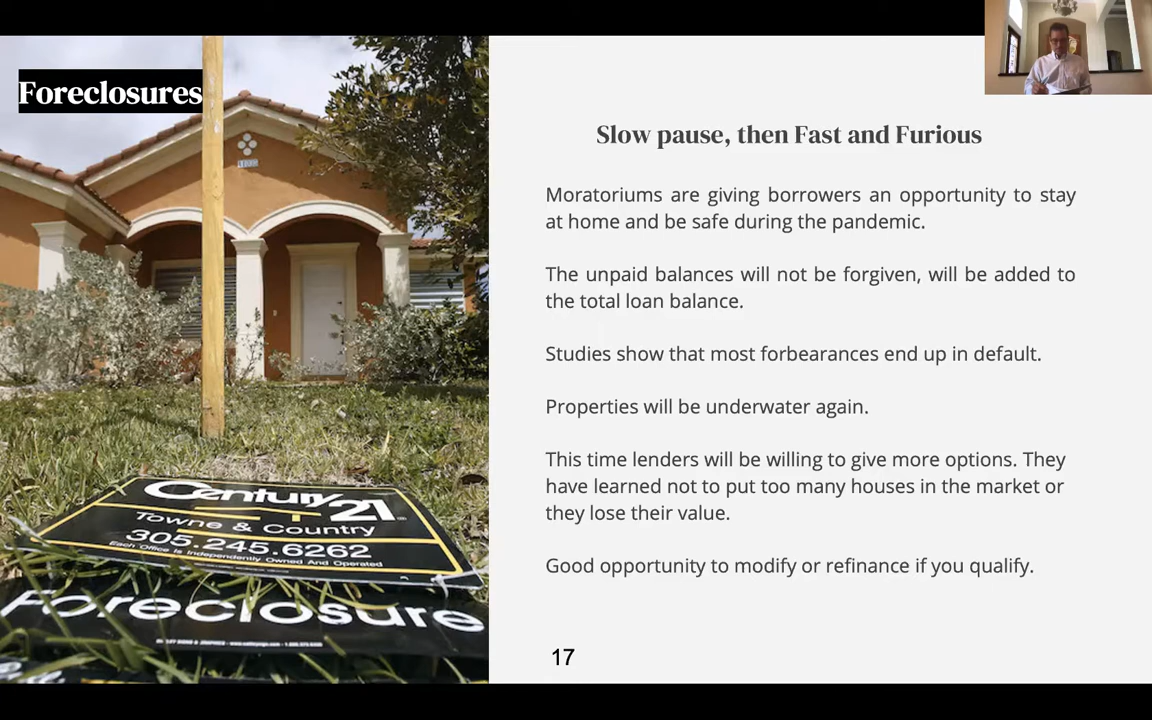 Foreclosures
Slow pause, then Fast and Furious
Moratoriums are giving borrowers an opportunity to stay
at home and be safe during the pandemic.
The unpaid balances will not be forgiven, will be added to
the total loan balance.
Studies show that most forbearances end up in default.
Properties will be underwater again.
This time lenders will be willing to give more options. They
have learned not to put too many houses in the market or
they lose their value.
Good opportunity to modify or refinance if you qualify.
17
Century 21
Towne & Country
305.245.6262
Each Office Is Independently Owned And Operated
Foreclosure